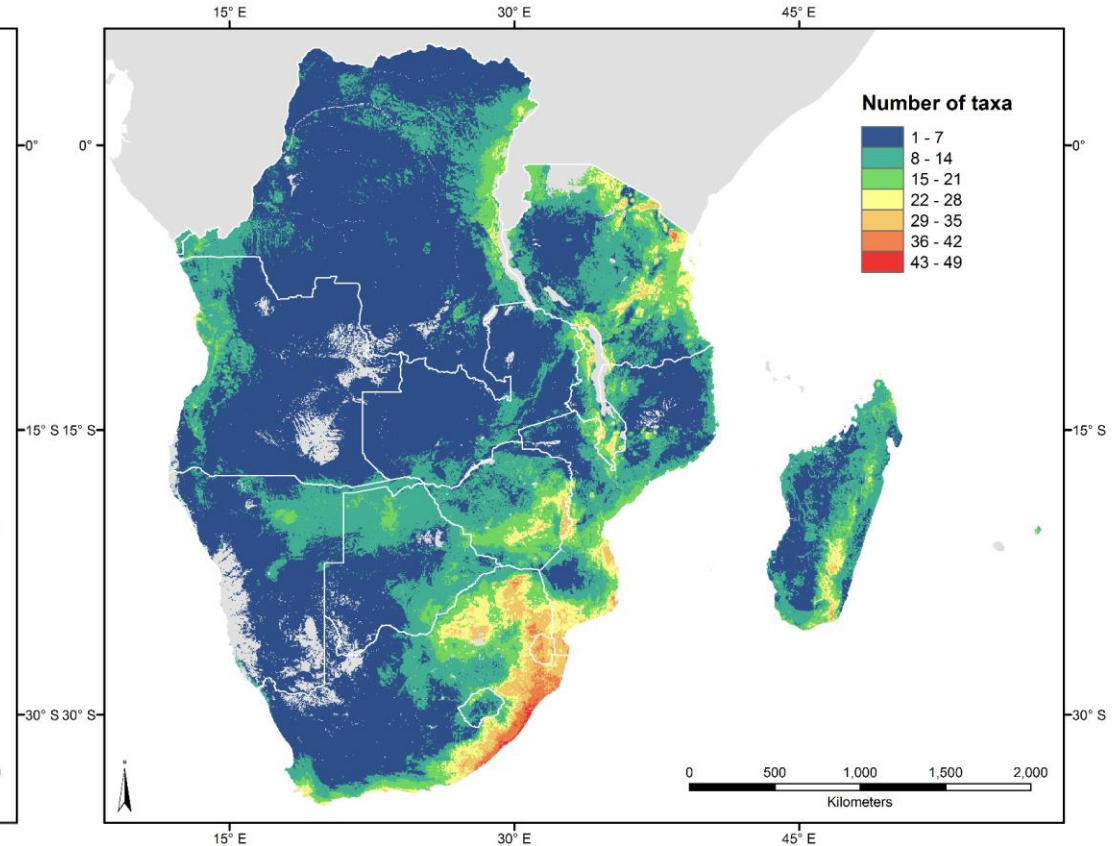 15° E 30° E 45° E
Number of taxa
1 - 7
8 - 14
15 - 21
22 - 28
29 - 35
36 - 42
43 - 49
0° 0° 0°
15° S 15° S 15° S
30° S 30° S 30° S
0 500 1,000 1,500 2,000
Kilometers
15° E 30° E 45° E